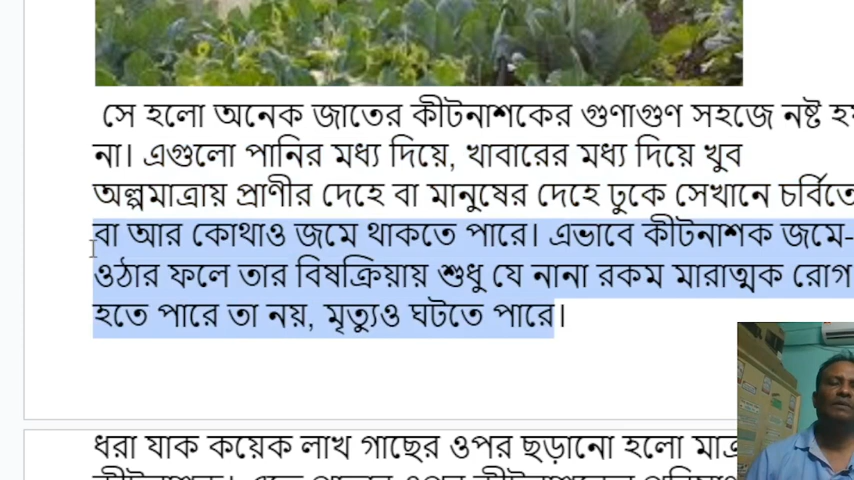 সে হলো অনেক জাতের কীটনাশকের গুণাগুণ সহজে নষ্ট হয়
না। এগুলো পানির মধ্য দিয়ে, খাবারের মধ্য দিয়ে খুব
অল্পমাত্রায় প্রাণীর দেহে বা মানুষের দেহে ঢুকে সেখানে চর্বিতে
বা আর কোথাও জমে থাকতে পারে। এভাবে কীটনাশক জমে-
ওঠার ফলে তার বিষক্রিয়ায় শুধু যে নানা রকম মারাত্মক রোগ
হতে পারে তা নয়, মৃত্যুও ঘটতে পারে।
ধরা যাক কয়েক লাখ গাছের ওপর ছড়ানো হলো মাত্র